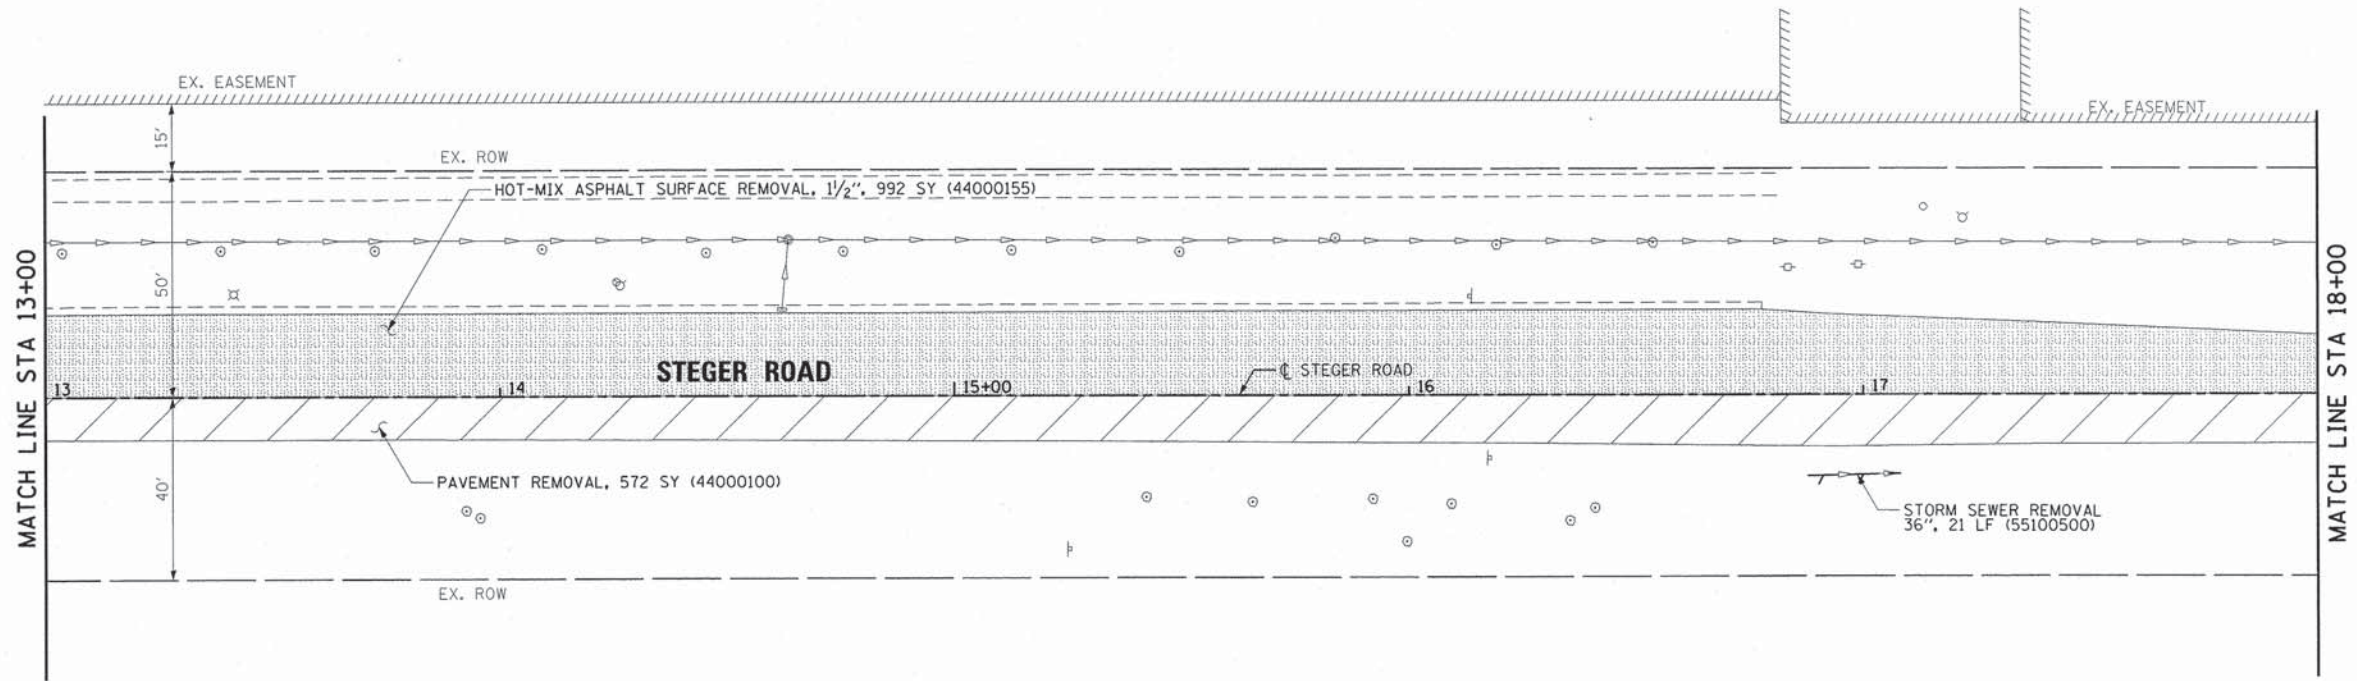 EX. EASEMENT
EX. EASEMENT
15'
EX. ROW
HOT-MIX ASPHALT SURFACE REMOVAL, 1 1/2", 992 SY (44000155)
50'
MATCH LINE STA 13+00
MATCH LINE STA 18+00
STEGER ROAD
℄ STEGER ROAD
13
14
15+00
16
17
PAVEMENT REMOVAL, 572 SY (44000100)
40'
STORM SEWER REMOVAL
36", 21 LF (55100500)
EX. ROW